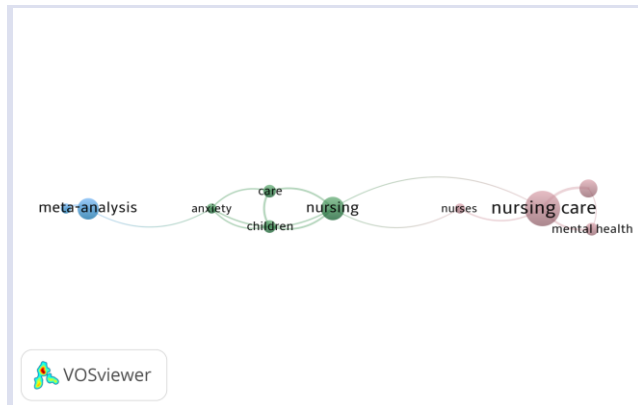 meta-analysis
anxiety
care
children
nursing
nurses
nursing care
mental health
VOSviewer